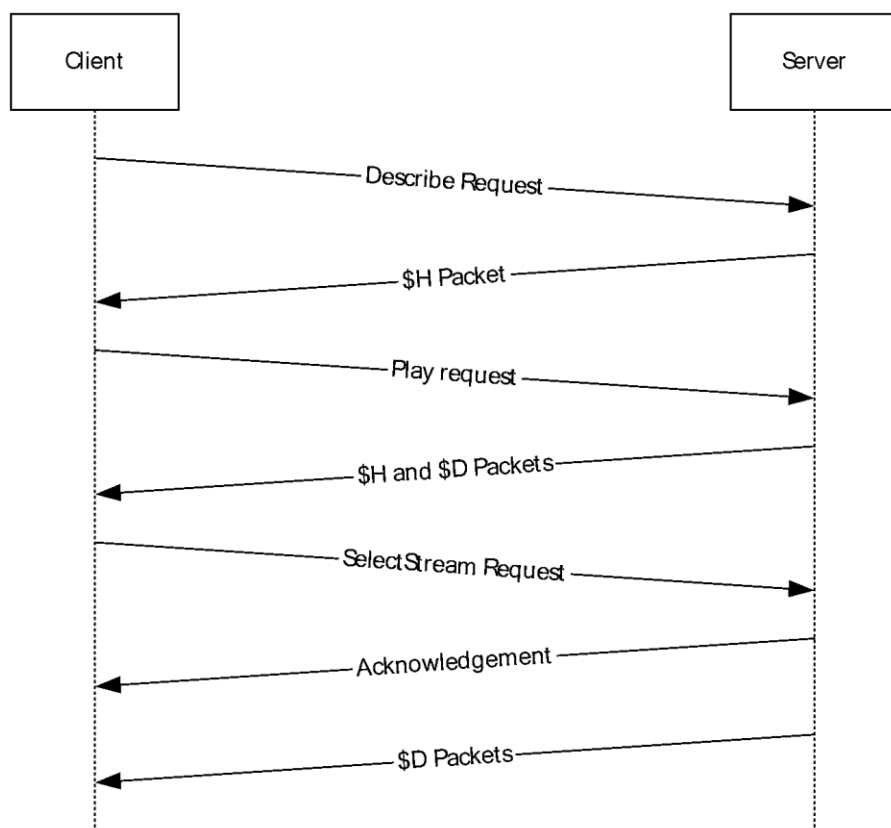 Client
Server
Describe Request
$H Packet
Play request
$H and $D Packets
SelectStream Request
Acknowledgement
$D Packets